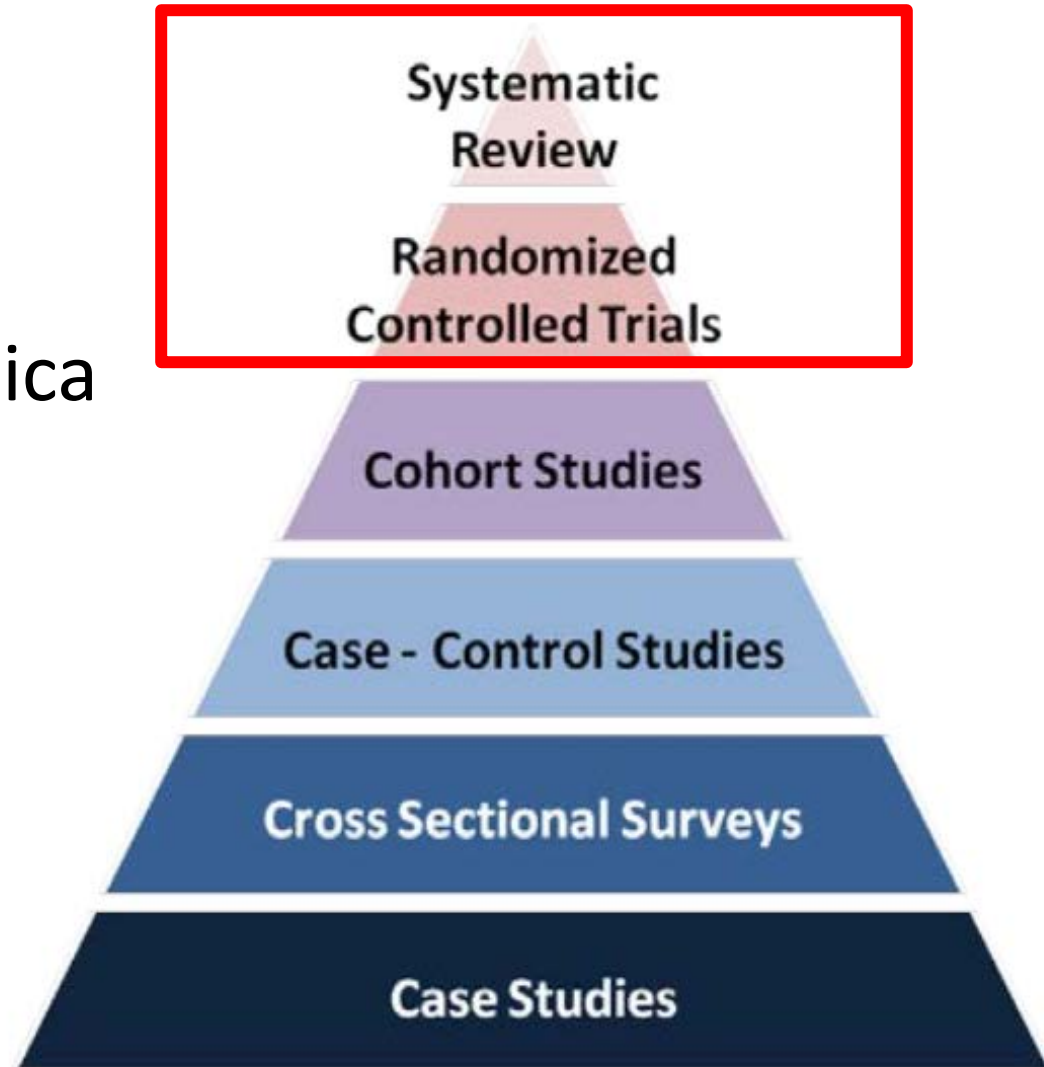 Systematic
Review
Randomized
Controlled Trials
ica
Cohort Studies
Case - Control Studies
Cross Sectional Surveys
Case Studies